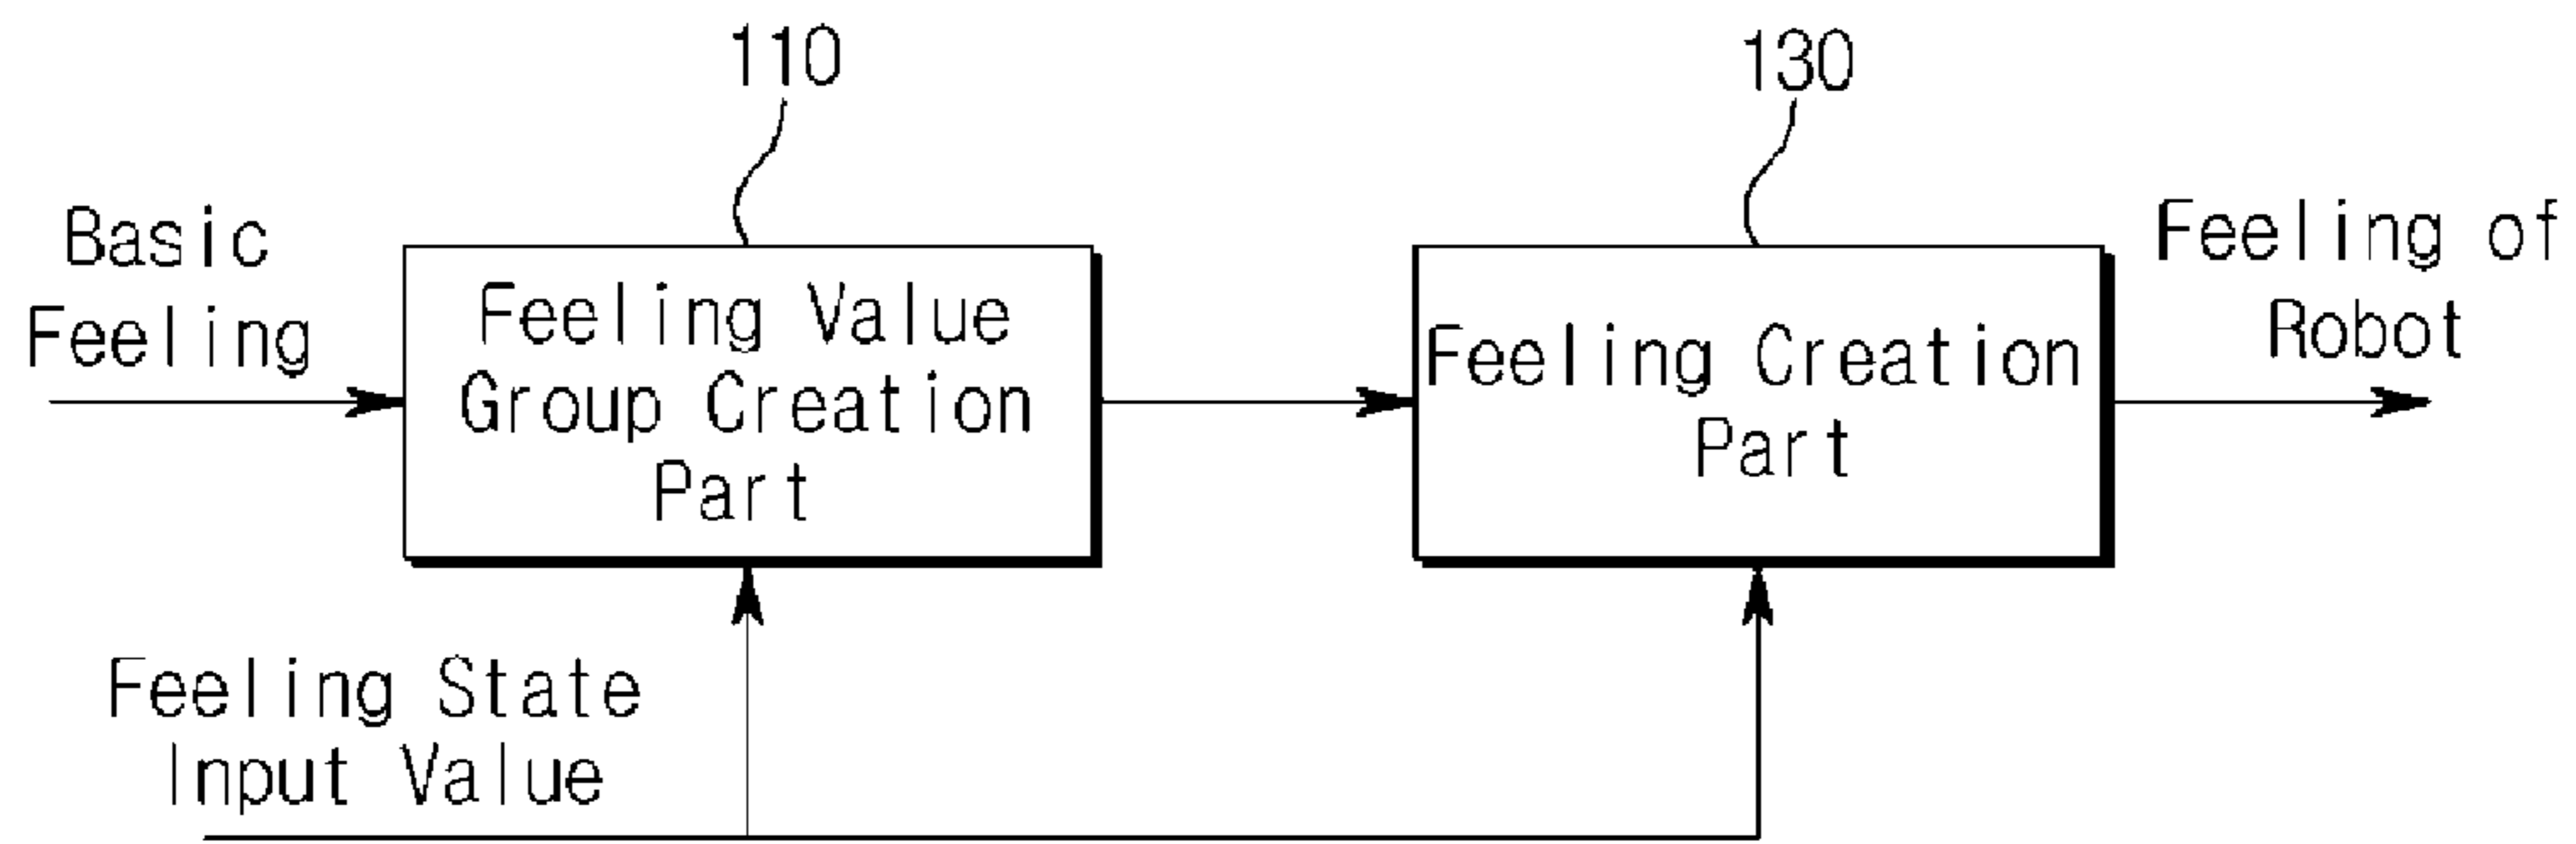 110
130
Basic
Feeling
Feeling Value
Group Creation
Part
Feeling Creation
Part
Feeling of
Robot
Feeling State
Input Value